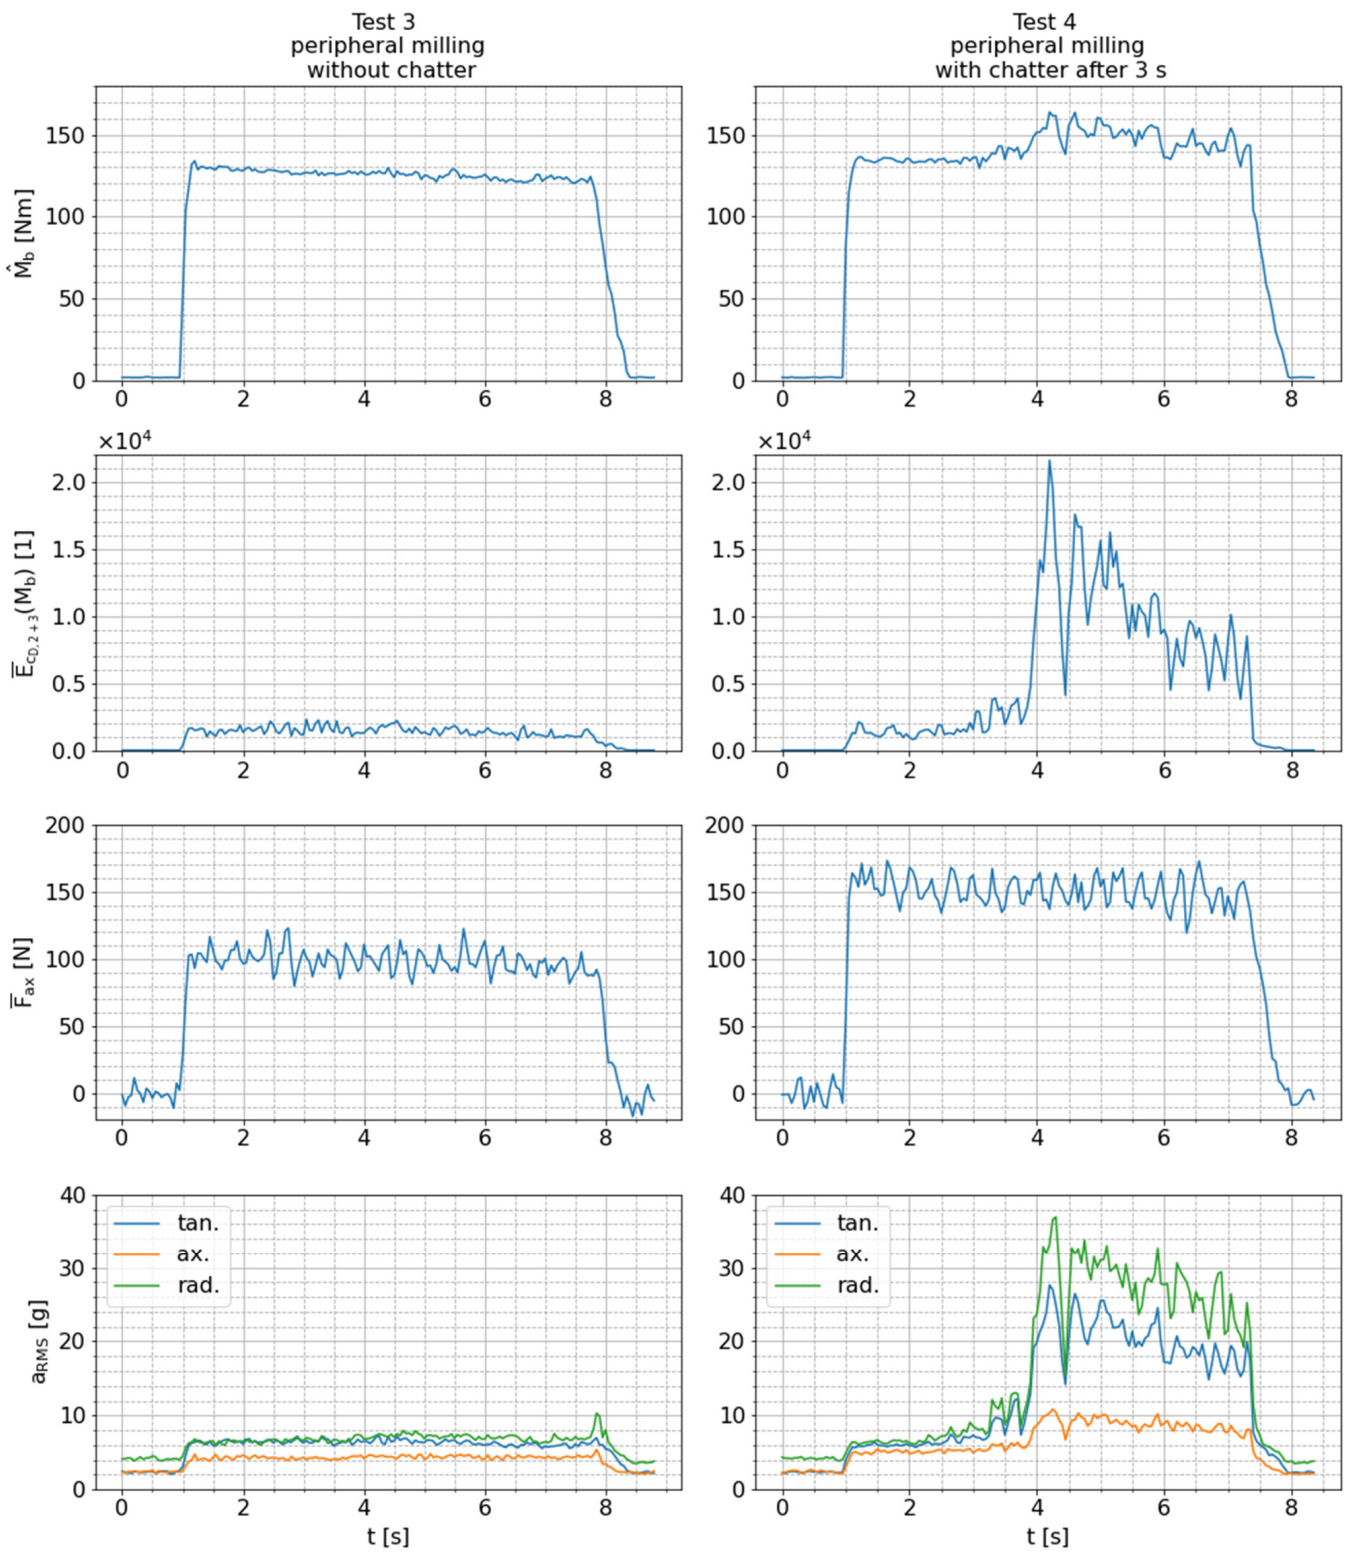 Test 3
peripheral milling
without chatter
Test 4
peripheral milling
with chatter after 3 s
M̂b [Nm]
150
100
50
0
0 2 4 6 8
150
100
50
0
0 2 4 6 8
×10⁴
E̅cD,2+3(Mb) [1]
2.0
1.5
1.0
0.5
0.0
0 2 4 6 8
×10⁴
2.0
1.5
1.0
0.5
0.0
0 2 4 6 8
F̅ax [N]
200
150
100
50
0
0 2 4 6 8
200
150
100
50
0
0 2 4 6 8
aRMS [g]
40
30
20
10
0
tan.
ax.
rad.
0 2 4 6 8
t [s]
40
30
20
10
0
tan.
ax.
rad.
0 2 4 6 8
t [s]